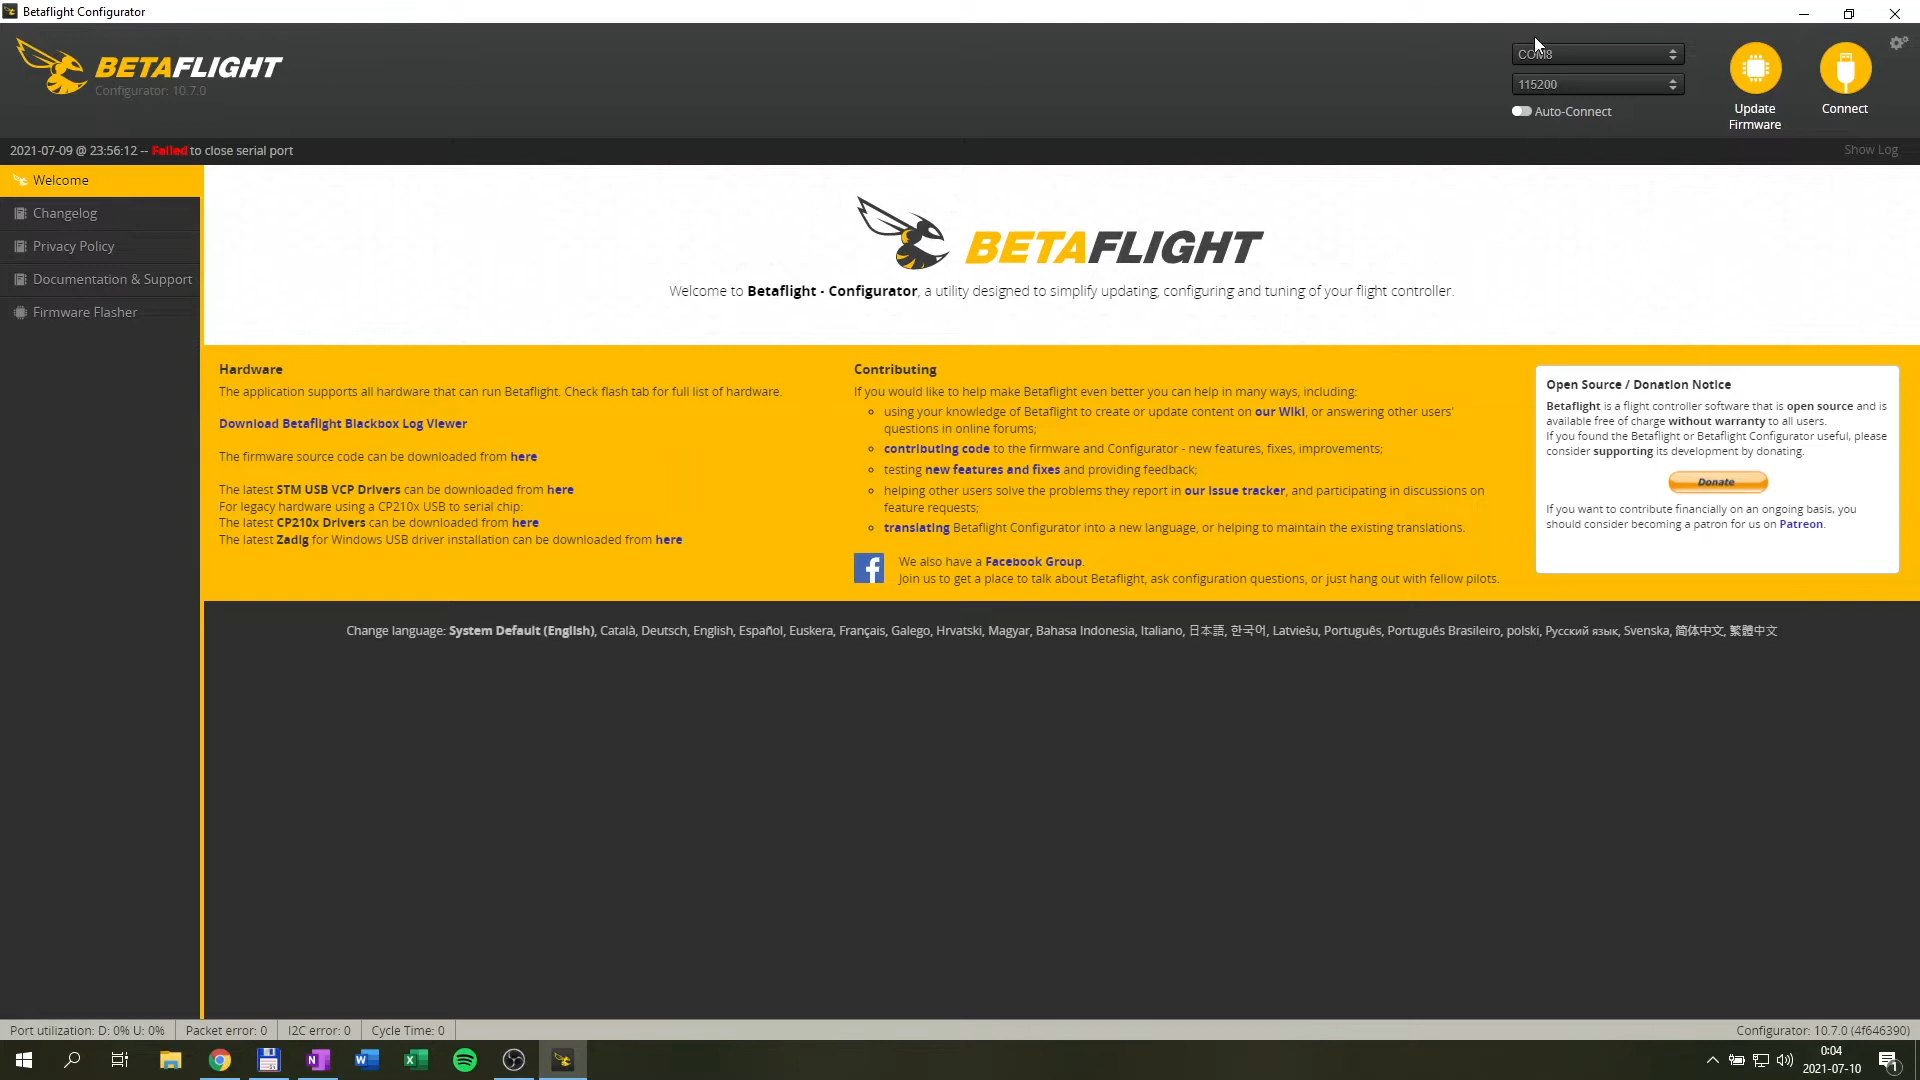 Betaflight Configurator
BETAFLIGHT
Configurator: 10.7.0
COM8
115200
Auto-Connect
Update
Firmware
Connect
2021-07-09 @ 23:56:12 -- Failed to close serial port
Show Log
Welcome
Changelog
Privacy Policy
Documentation & Support
Firmware Flasher
BETAFLIGHT
Welcome to Betaflight - Configurator, a utility designed to simplify updating, configuring and tuning of your flight controller.
Hardware
The application supports all hardware that can run Betaflight. Check flash tab for full list of hardware.
Download Betaflight Blackbox Log Viewer
The firmware source code can be downloaded from here
The latest STM USB VCP Drivers can be downloaded from here
For legacy hardware using a CP210x USB to serial chip:
The latest CP210x Drivers can be downloaded from here
The latest Zadig for Windows USB driver installation can be downloaded from here
Contributing
If you would like to help make Betaflight even better you can help in many ways, including:
using your knowledge of Betaflight to create or update content on our Wiki, or answering other users'
questions in online forums;
contributing code to the firmware and Configurator - new features, fixes, improvements;
testing new features and fixes and providing feedback;
helping other users solve the problems they report in our issue tracker, and participating in discussions on
feature requests;
translating Betaflight Configurator into a new language, or helping to maintain the existing translations.
We also have a Facebook Group.
Join us to get a place to talk about Betaflight, ask configuration questions, or just hang out with fellow pilots.
Open Source / Donation Notice
Betaflight is a flight controller software that is open source and is
available free of charge without warranty to all users.
If you found the Betaflight or Betaflight Configurator useful, please
consider supporting its development by donating.
Donate
If you want to contribute financially on an ongoing basis, you
should consider becoming a patron for us on Patreon.
Change language: System Default (English), Català, Deutsch, English, Español, Euskera, Français, Galego, Hrvatski, Magyar, Bahasa Indonesia, Italiano, 日本語, 한국어, Latviešu, Português, Português Brasileiro, polski, Русский язык, Svenska, 简体中文, 繁體中文
Port utilization: D: 0% U: 0%
Packet error: 0
I2C error: 0
Cycle Time: 0
Configurator: 10.7.0 (4f646390)
0:04
2021-07-10
1